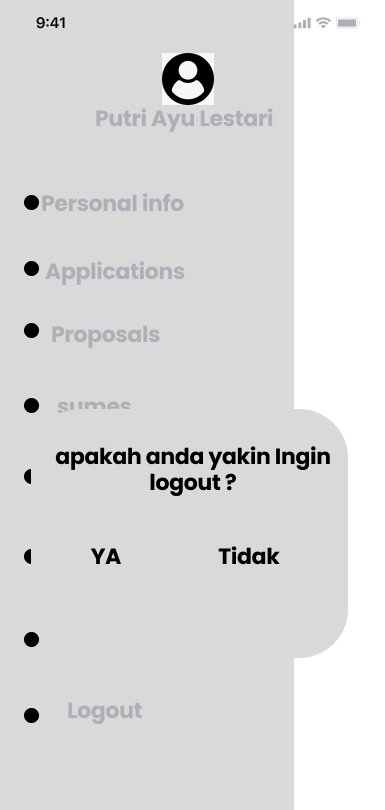 9:41
Putri Ayu Lestari
Personal info
Applications
Proposals
sumes
apakah anda yakin Ingin
logout ?
YA Tidak
Logout